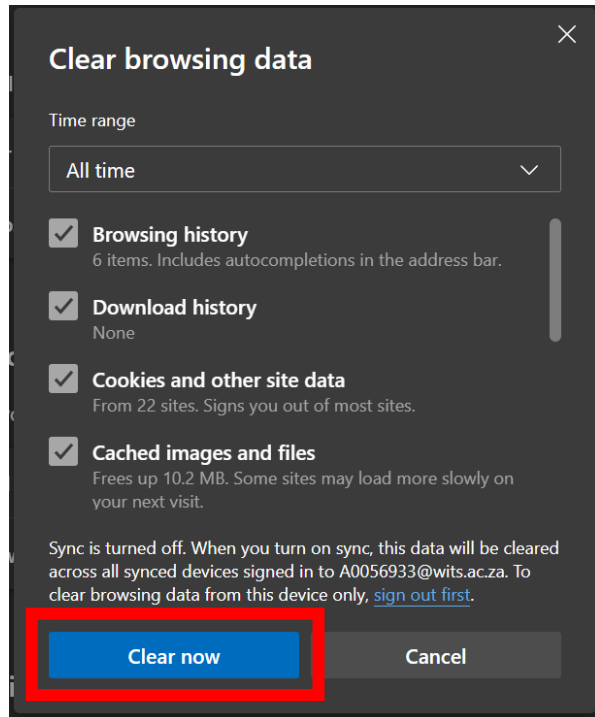 Clear browsing data
Time range
All time
Browsing history
6 items. Includes autocompletions in the address bar.
Download history
None
Cookies and other site data
From 22 sites. Signs you out of most sites.
Cached images and files
Frees up 10.2 MB. Some sites may load more slowly on
your next visit.
Sync is turned off. When you turn on sync, this data will be cleared
across all synced devices signed in to A0056933@wits.ac.za. To
clear browsing data from this device only, sign out first.
Clear now
Cancel